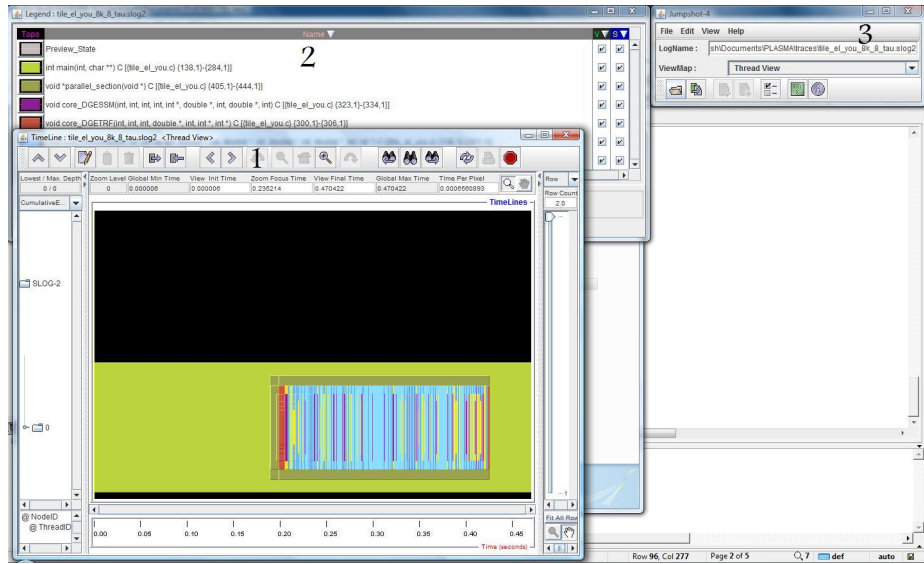 Legend : tile_el_you_8k_8_tau.slog2
Topo Name V S
2
Preview_State
int main(int, char **) C [{tile_el_you.c} {138,1}-{284,1}]
void *parallel_section(void *) C [{tile_el_you.c} {405,1}-{444,1}]
void core_DGESSM(int, int, int, int, int *, double *, int, double *, int) C [{tile_el_you.c} {323,1}-{334,1}]
void core_DGETRF(int, int, int, double *, int, int *, int *) C [{tile_el_you.c} {300,1}-{306,1}]
Jumpshot-4
File Edit View Help
3
LogName : sh\Documents\PLASMA\traces\tile_el_you_8k_8_tau.slog2
ViewMap : Thread View
TimeLine : tile_el_you_8k_8_tau.slog2 <Thread View>
1
Lowest / Max. Depth Zoom Level Global Min Time View Init Time Zoom Focus Time View Final Time Global Max Time Time Per Pixel Row
0 / 0 0 0.000006 0.000006 0.235214 0.470422 0.470422 0.0006560893
Row Count
2.0
CumulativeE...
TimeLines
SLOG-2
0
1
@ NodeID
@ ThreadID
Fit All Row
0.00 0.05 0.10 0.15 0.20 0.25 0.30 0.35 0.40 0.45
Time (seconds)
Row 96, Col 277 Page 2 of 5 7 def auto